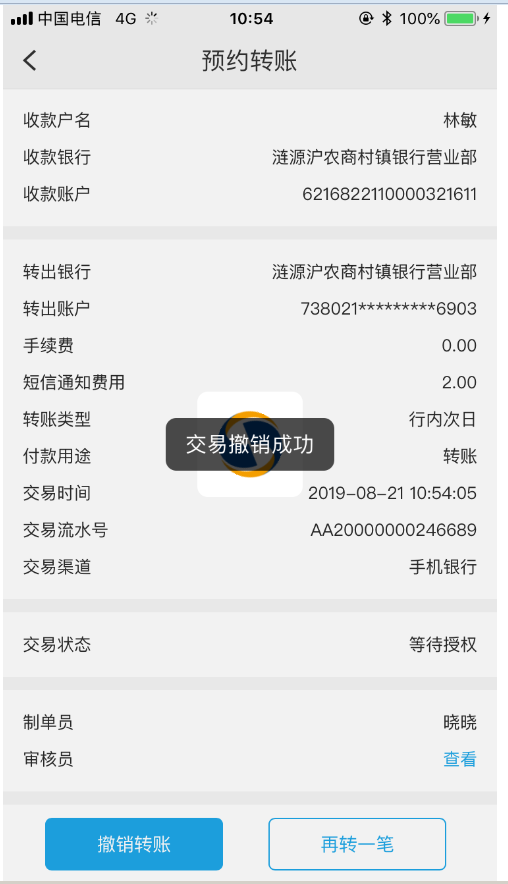 中国电信 4G 10:54 100%
预约转账
收款户名 林敏
收款银行 涟源沪农商村镇银行营业部
收款账户 6216822110000321611
转出银行 涟源沪农商村镇银行营业部
转出账户 738021*********6903
手续费 0.00
短信通知费用 2.00
转账类型 行内次日
交易撤销成功
付款用途 转账
交易时间 2019-08-21 10:54:05
交易流水号 AA20000000246689
交易渠道 手机银行
交易状态 等待授权
制单员 晓晓
审核员 查看
撤销转账 再转一笔